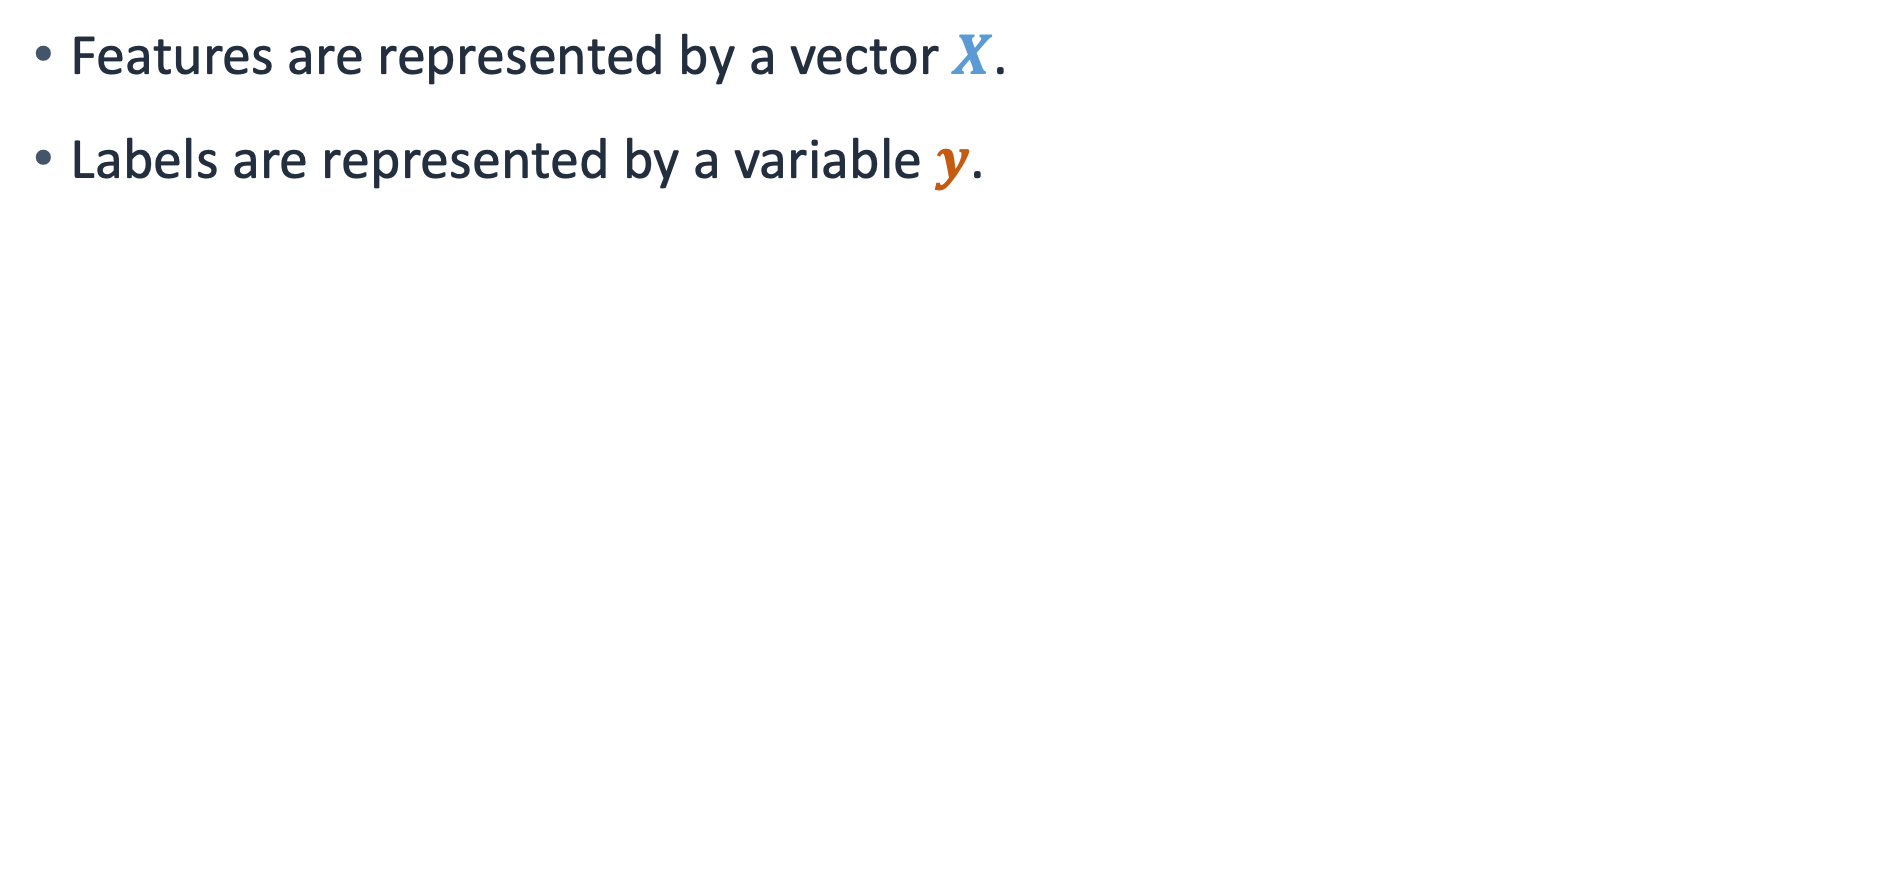 • Features are represented by a vector X.
• Labels are represented by a variable y.